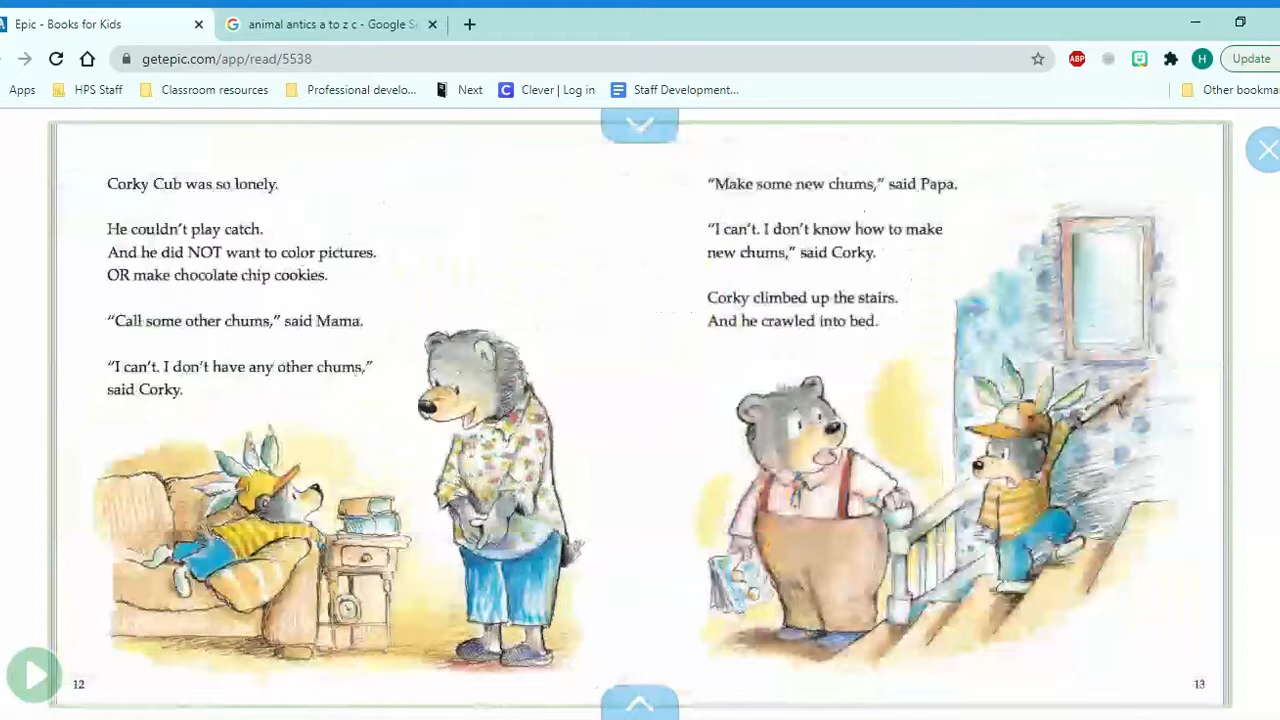 Epic - Books for Kids
animal antics a to z c - Google S
getepic.com/app/read/5538
ABP
H
Update
Apps
HPS Staff
Classroom resources
Professional develo...
Next
C
Clever | Log in
Staff Development...
Other bookma
Corky Cub was so lonely.
He couldn't play catch.
And he did NOT want to color pictures.
OR make chocolate chip cookies.
"Call some other chums," said Mama.
"I can't. I don't have any other chums,"
said Corky.
12
"Make some new chums," said Papa.
"I can't. I don't know how to make
new chums," said Corky.
Corky climbed up the stairs.
And he crawled into bed.
13